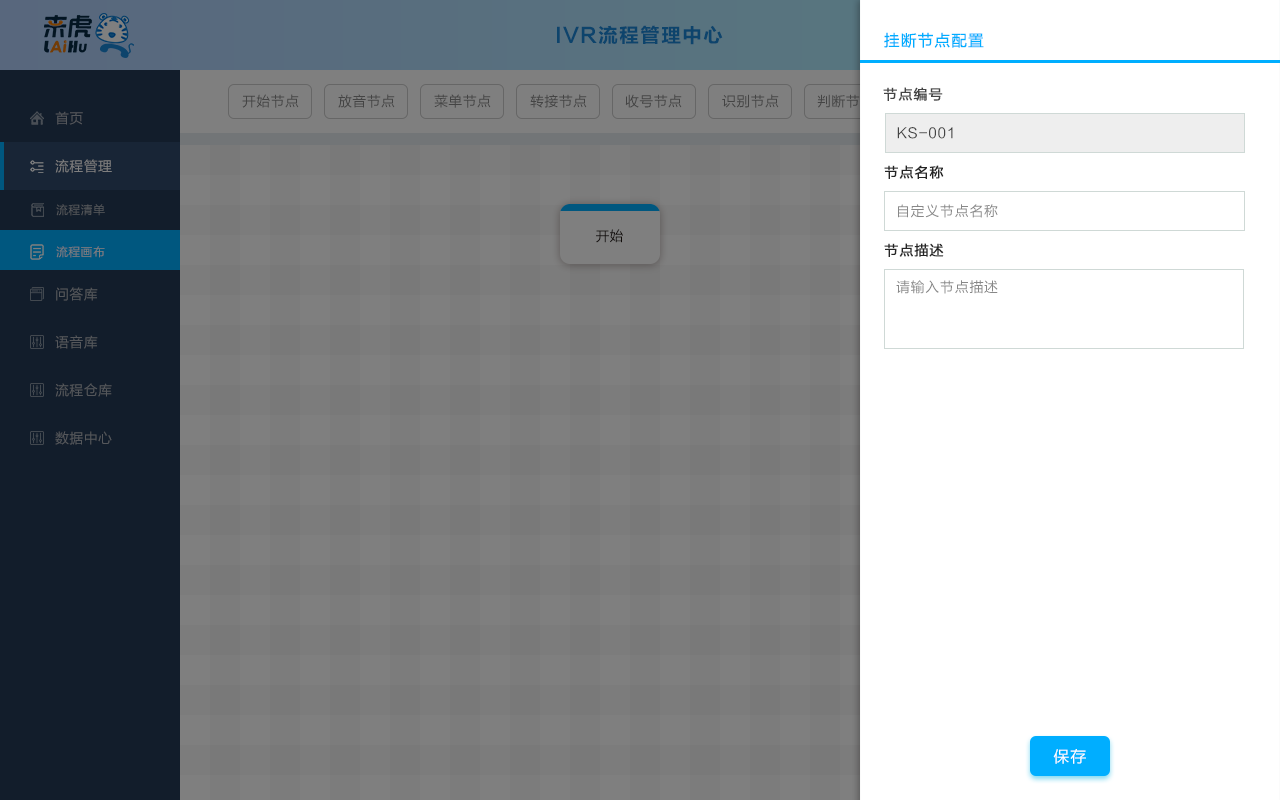 来虎
LAiHu
IVR流程管理中心
首页
流程管理
流程清单
流程画布
问答库
语音库
流程仓库
数据中心
开始节点
放音节点
菜单节点
转接节点
收号节点
识别节点
判断节
开始
挂断节点配置
节点编号
KS-001
节点名称
自定义节点名称
节点描述
请输入节点描述
保存